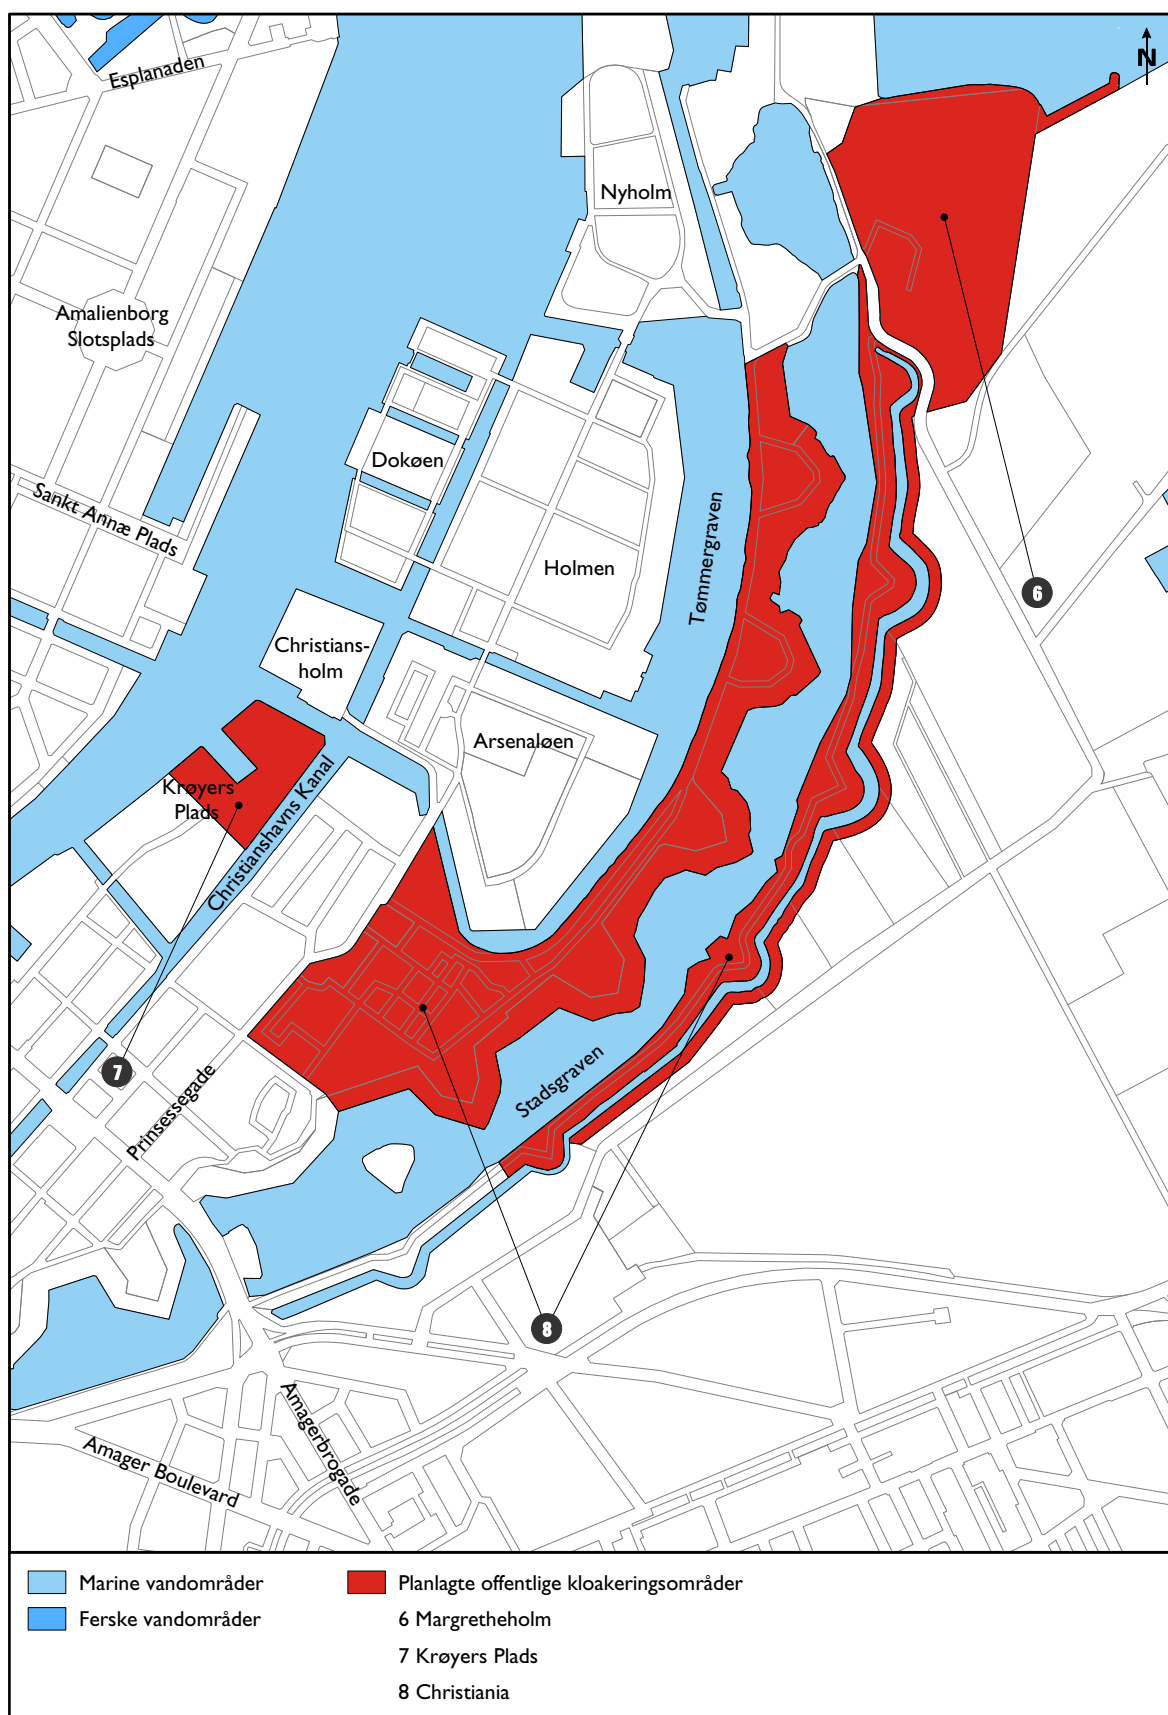 N
Esplanaden
Nyholm
Amalienborg
Slotsplads
Dokøen
Sankt Annæ Plads
Tømmergraven
Holmen
6
Christians-
holm
Arsenaløen
Krøyers
Plads
Christianshavns Kanal
7
Stadsgraven
Prinsessegade
8
Amagerbrogade
Amager Boulevard
Marine vandområder
Ferske vandområder
Planlagte offentlige kloakeringsområder
6 Margretheholm
7 Krøyers Plads
8 Christiania